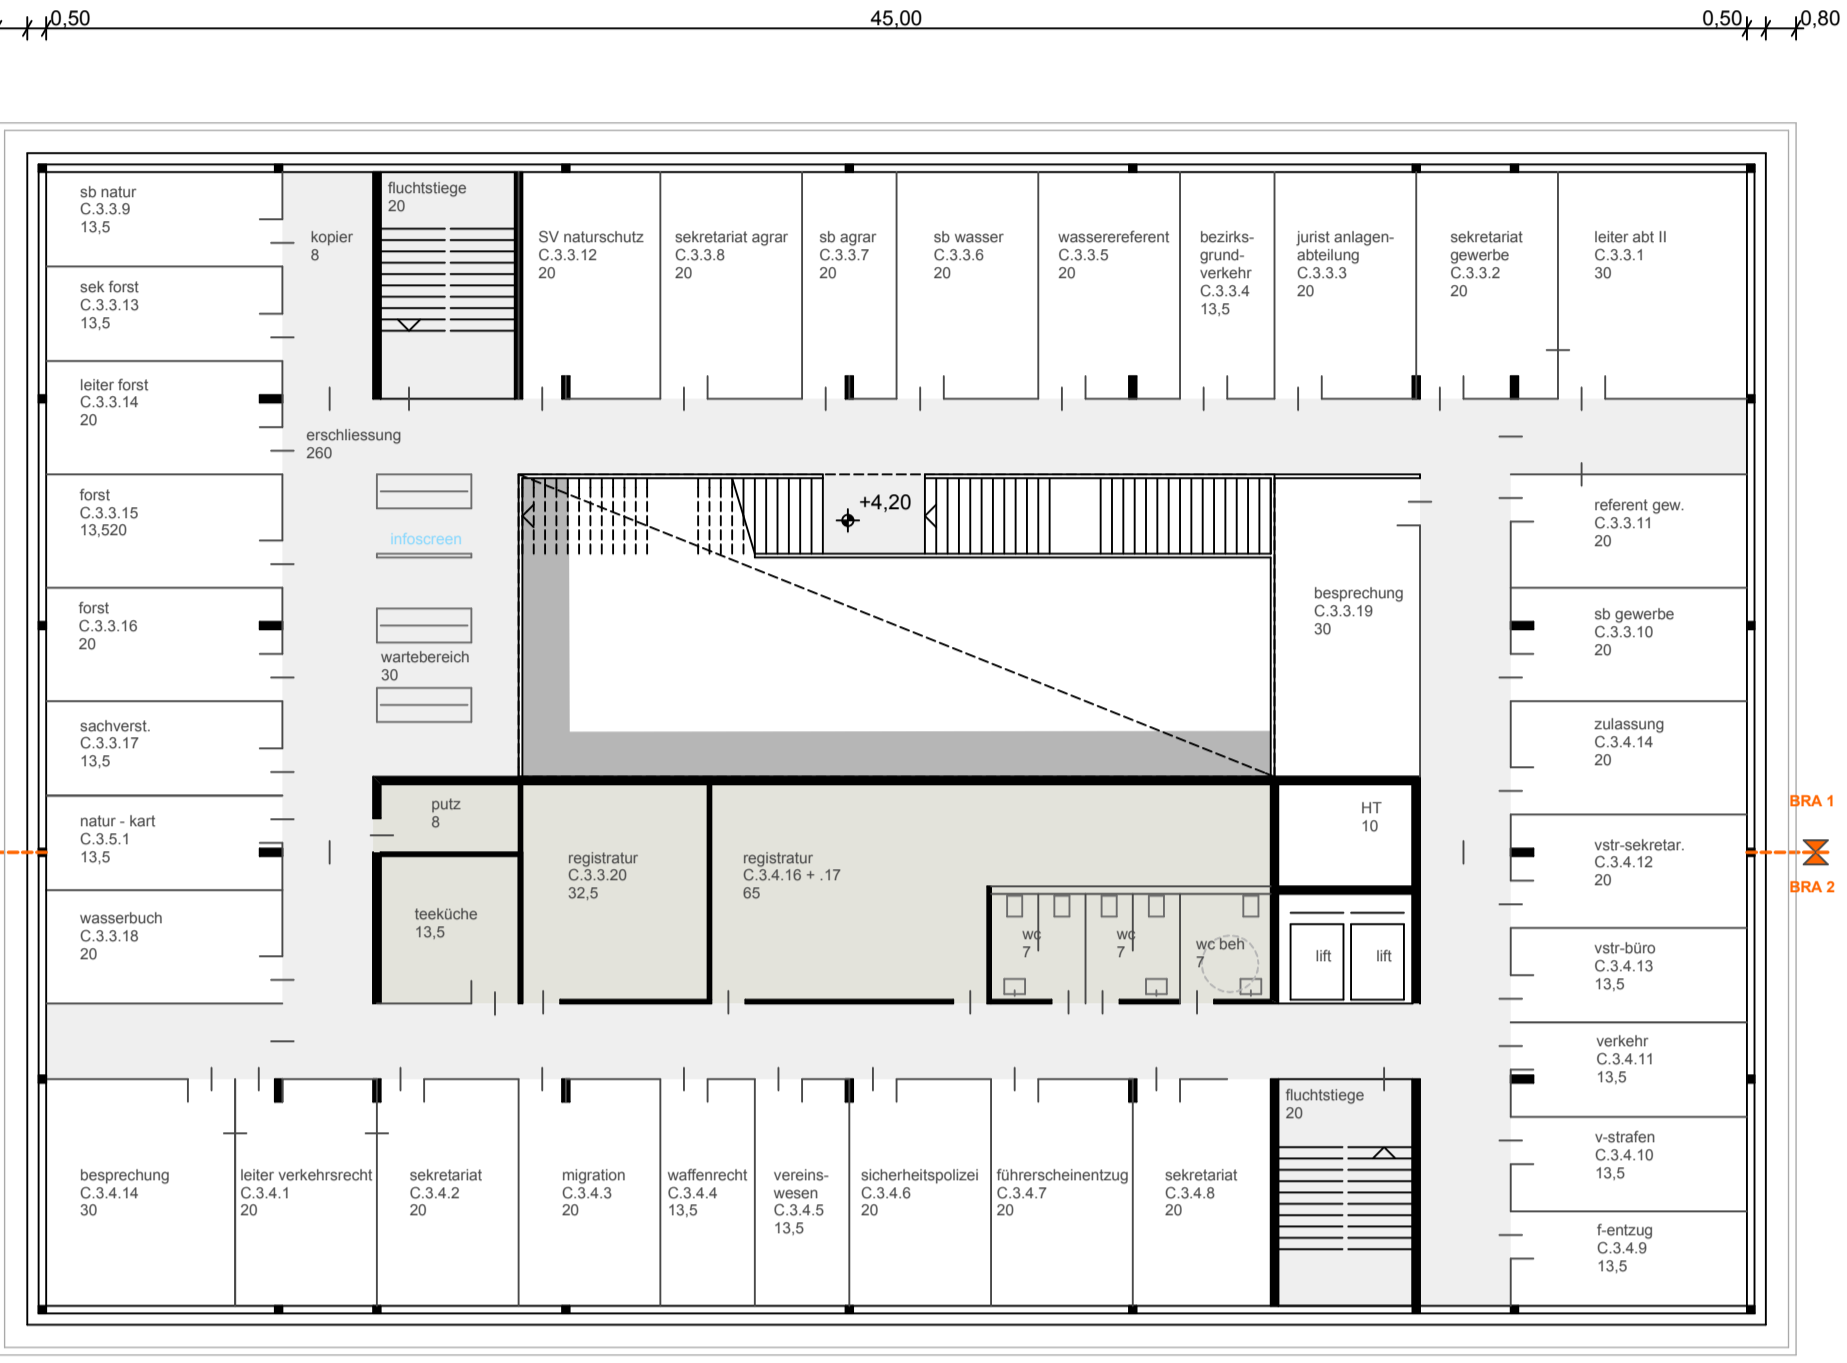 0,50
45,00
0,50
0,80
sb natur
C.3.3.9
13,5
kopier
8
fluchtstiege
20
SV naturschutz
C.3.3.12
20
sekretariat agrar
C.3.3.8
20
sb agrar
C.3.3.7
20
sb wasser
C.3.3.6
20
wasserereferent
C.3.3.5
20
bezirks-
grund-
verkehr
C.3.3.4
13,5
jurist anlagen-
abteilung
C.3.3.3
20
sekretariat
gewerbe
C.3.3.2
20
leiter abt II
C.3.3.1
30
sek forst
C.3.3.13
13,5
leiter forst
C.3.3.14
20
erschliessung
260
forst
C.3.3.15
13,520
infoscreen
+4,20
referent gew.
C.3.3.11
20
besprechung
C.3.3.19
30
forst
C.3.3.16
20
sb gewerbe
C.3.3.10
20
wartebereich
30
sachverst.
C.3.3.17
13,5
zulassung
C.3.4.14
20
natur - kart
C.3.5.1
13,5
putz
8
HT
10
BRA 1
registratur
C.3.3.20
32,5
registratur
C.3.4.16 + .17
65
vstr-sekretar.
C.3.4.12
20
BRA 2
wasserbuch
C.3.3.18
20
teeküche
13,5
wc
7
wc
7
wc beh
7
lift
lift
vstr-büro
C.3.4.13
13,5
verkehr
C.3.4.11
13,5
fluchtstiege
20
v-strafen
C.3.4.10
13,5
besprechung
C.3.4.14
30
leiter verkehrsrecht
C.3.4.1
20
sekretariat
C.3.4.2
20
migration
C.3.4.3
20
waffenrecht
C.3.4.4
13,5
vereins-
wesen
C.3.4.5
13,5
sicherheitspolizei
C.3.4.6
20
führerscheinentzug
C.3.4.7
20
sekretariat
C.3.4.8
20
f-entzug
C.3.4.9
13,5